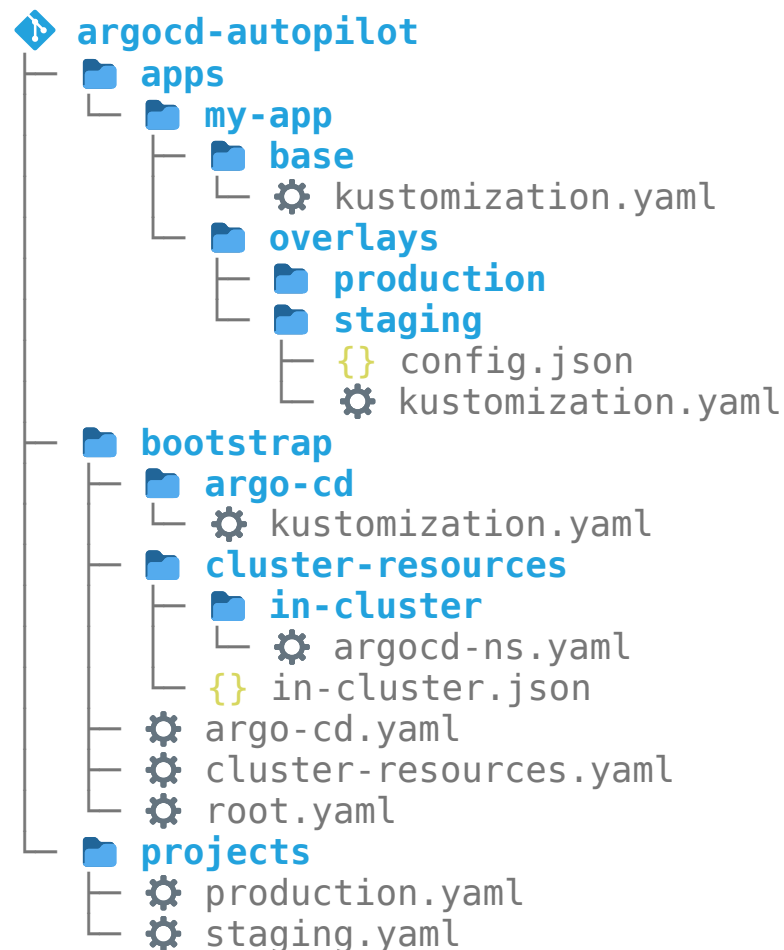 argocd-autopilot
apps
my-app
base
kustomization.yaml
overlays
production
staging
{} config.json
kustomization.yaml
bootstrap
argo-cd
kustomization.yaml
cluster-resources
in-cluster
argocd-ns.yaml
{} in-cluster.json
argo-cd.yaml
cluster-resources.yaml
root.yaml
projects
production.yaml
staging.yaml